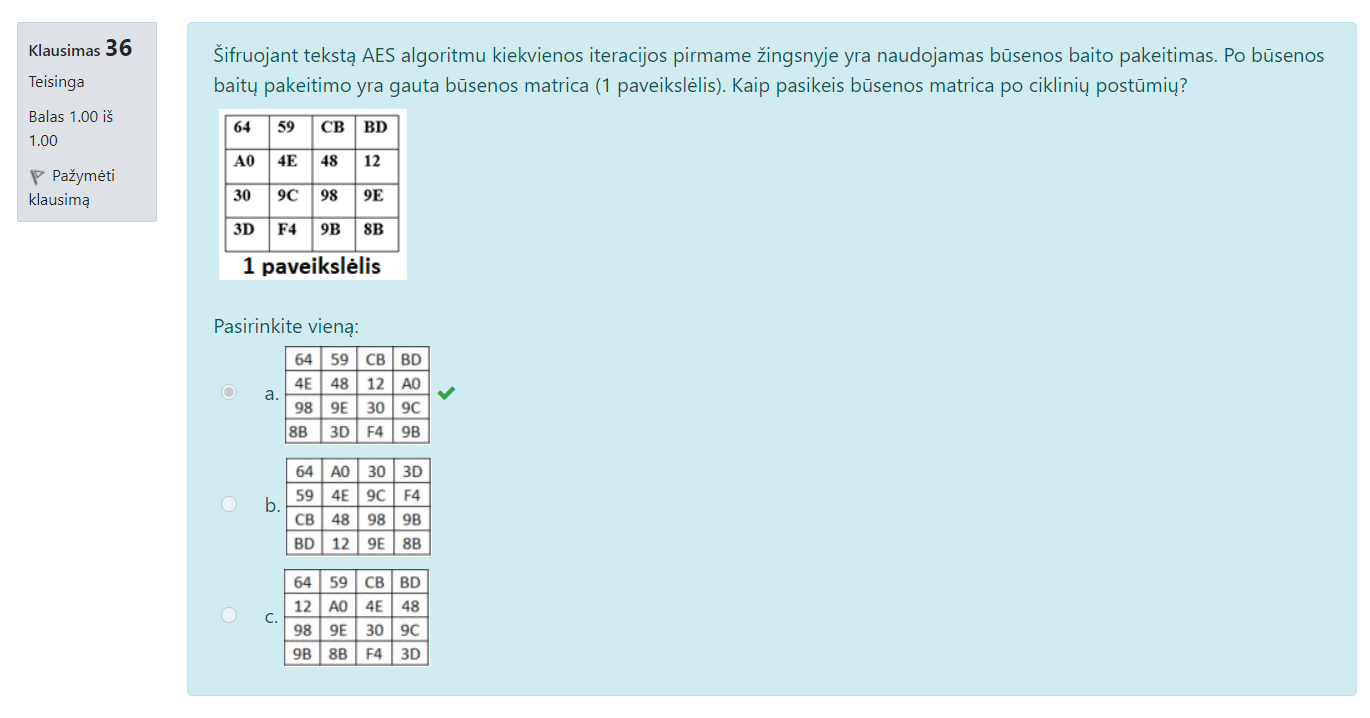 Klausimas 36
Teisinga
Balas 1.00 iš
1.00
Pažymėti
klausimą
Šifruojant tekstą AES algoritmu kiekvienos iteracijos pirmame žingsnyje yra naudojamas būsenos baito pakeitimas. Po būsenos
baitų pakeitimo yra gauta būsenos matrica (1 paveikslėlis). Kaip pasikeis būsenos matrica po ciklinių postūmių?
64 59 CB BD
A0 4E 48 12
30 9C 98 9E
3D F4 9B 8B
1 paveikslėlis
Pasirinkite vieną:
a.
64 59 CB BD
4E 48 12 A0
98 9E 30 9C
8B 3D F4 9B
b.
64 A0 30 3D
59 4E 9C F4
CB 48 98 9B
BD 12 9E 8B
c.
64 59 CB BD
12 A0 4E 48
98 9E 30 9C
9B 8B F4 3D